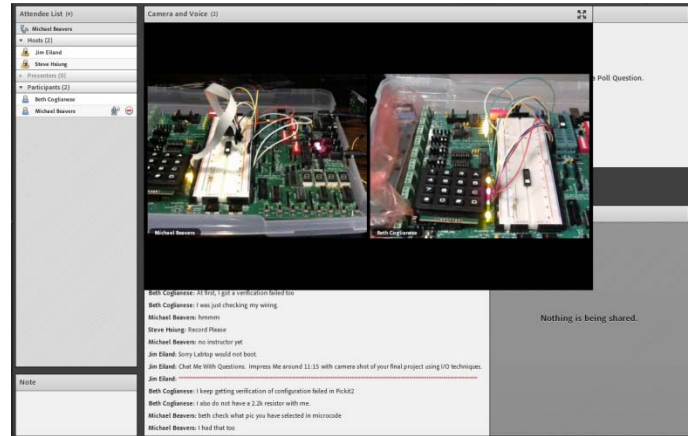 Attendee List (4)
Michael Beavers
Hosts (2)
Jim Eiland
Steve Hsiung
Presenters (0)
Participants (2)
Beth Coglianese
Michael Beavers
Note
Camera and Voice (2)
Michael Beavers
Beth Coglianese
Beth Coglianese: At first, I got a verification failed too
Beth Coglianese: I was just checking my wiring.
Michael Beavers: hmmmm
Steve Hsiung: Record Please
Michael Beavers: no instructor yet
Jim Eiland: Sorry Labtop would not boot.
Jim Eiland: Chat Me With Questions. Impress Me around 11:15 with camera shot of your final project using I/O techniques.
Jim Eiland:
Beth Coglianese: I keep getting verification of configuration failed in Pickit2
Beth Coglianese: I also do not have a 2.2k resistor with me.
Michael Beavers: beth check what pic you have selected in microcode
Michael Beavers: I had that too
a Poll Question.
Nothing is being shared.